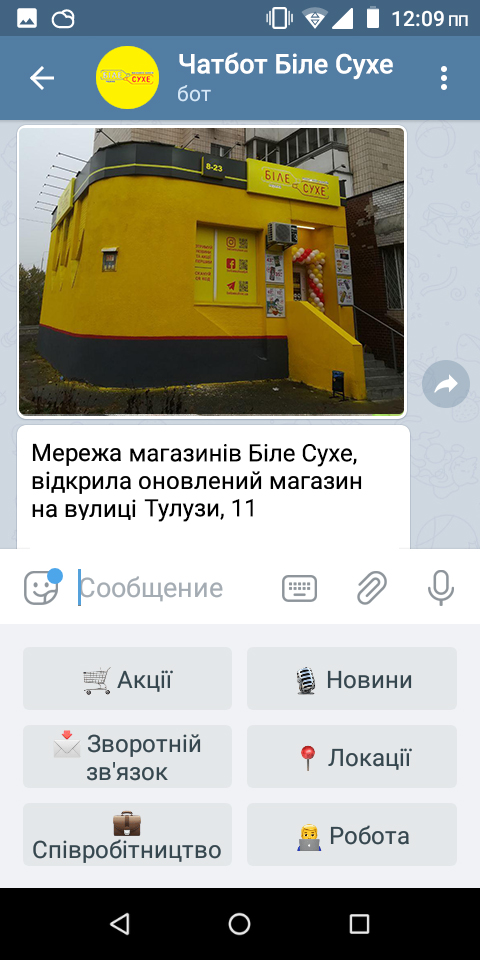 12:09 пп
Чатбот Біле Сухе
бот
8-23
БІЛЕ
СУХЕ
Мережа магазинів Біле Сухе,
відкрила оновлений магазин
на вулиці Тулузи, 11
Сообщение
Акції
Новини
Зворотній
зв'язок
Локації
Співробітництво
Робота